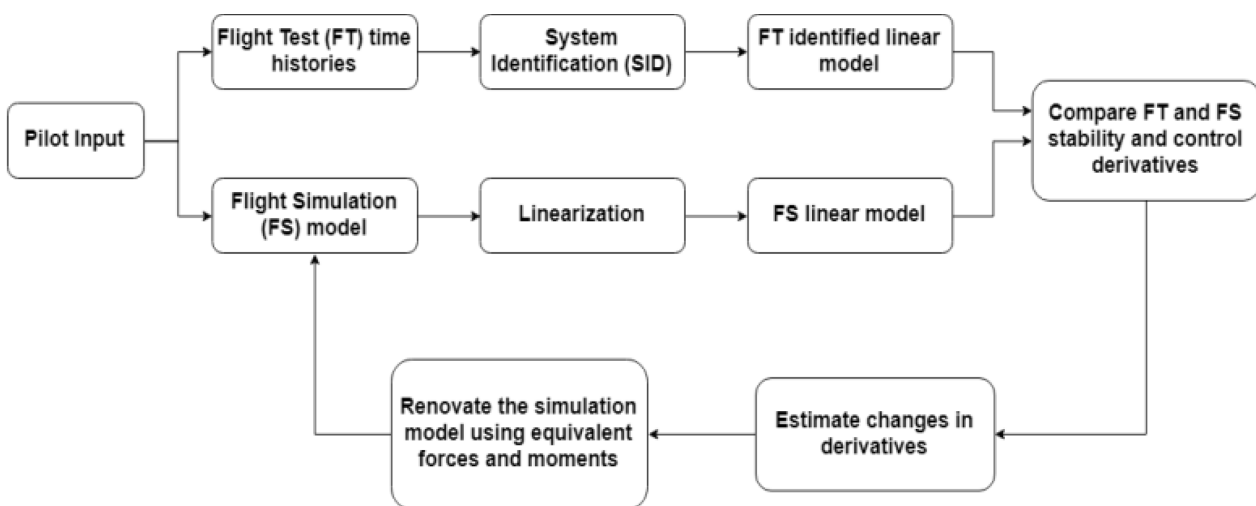 Pilot Input
Flight Test (FT) time
histories
System
Identification (SID)
FT identified linear
model
Flight Simulation
(FS) model
Linearization
FS linear model
Compare FT and FS
stability and control
derivatives
Estimate changes in
derivatives
Renovate the simulation
model using equivalent
forces and moments